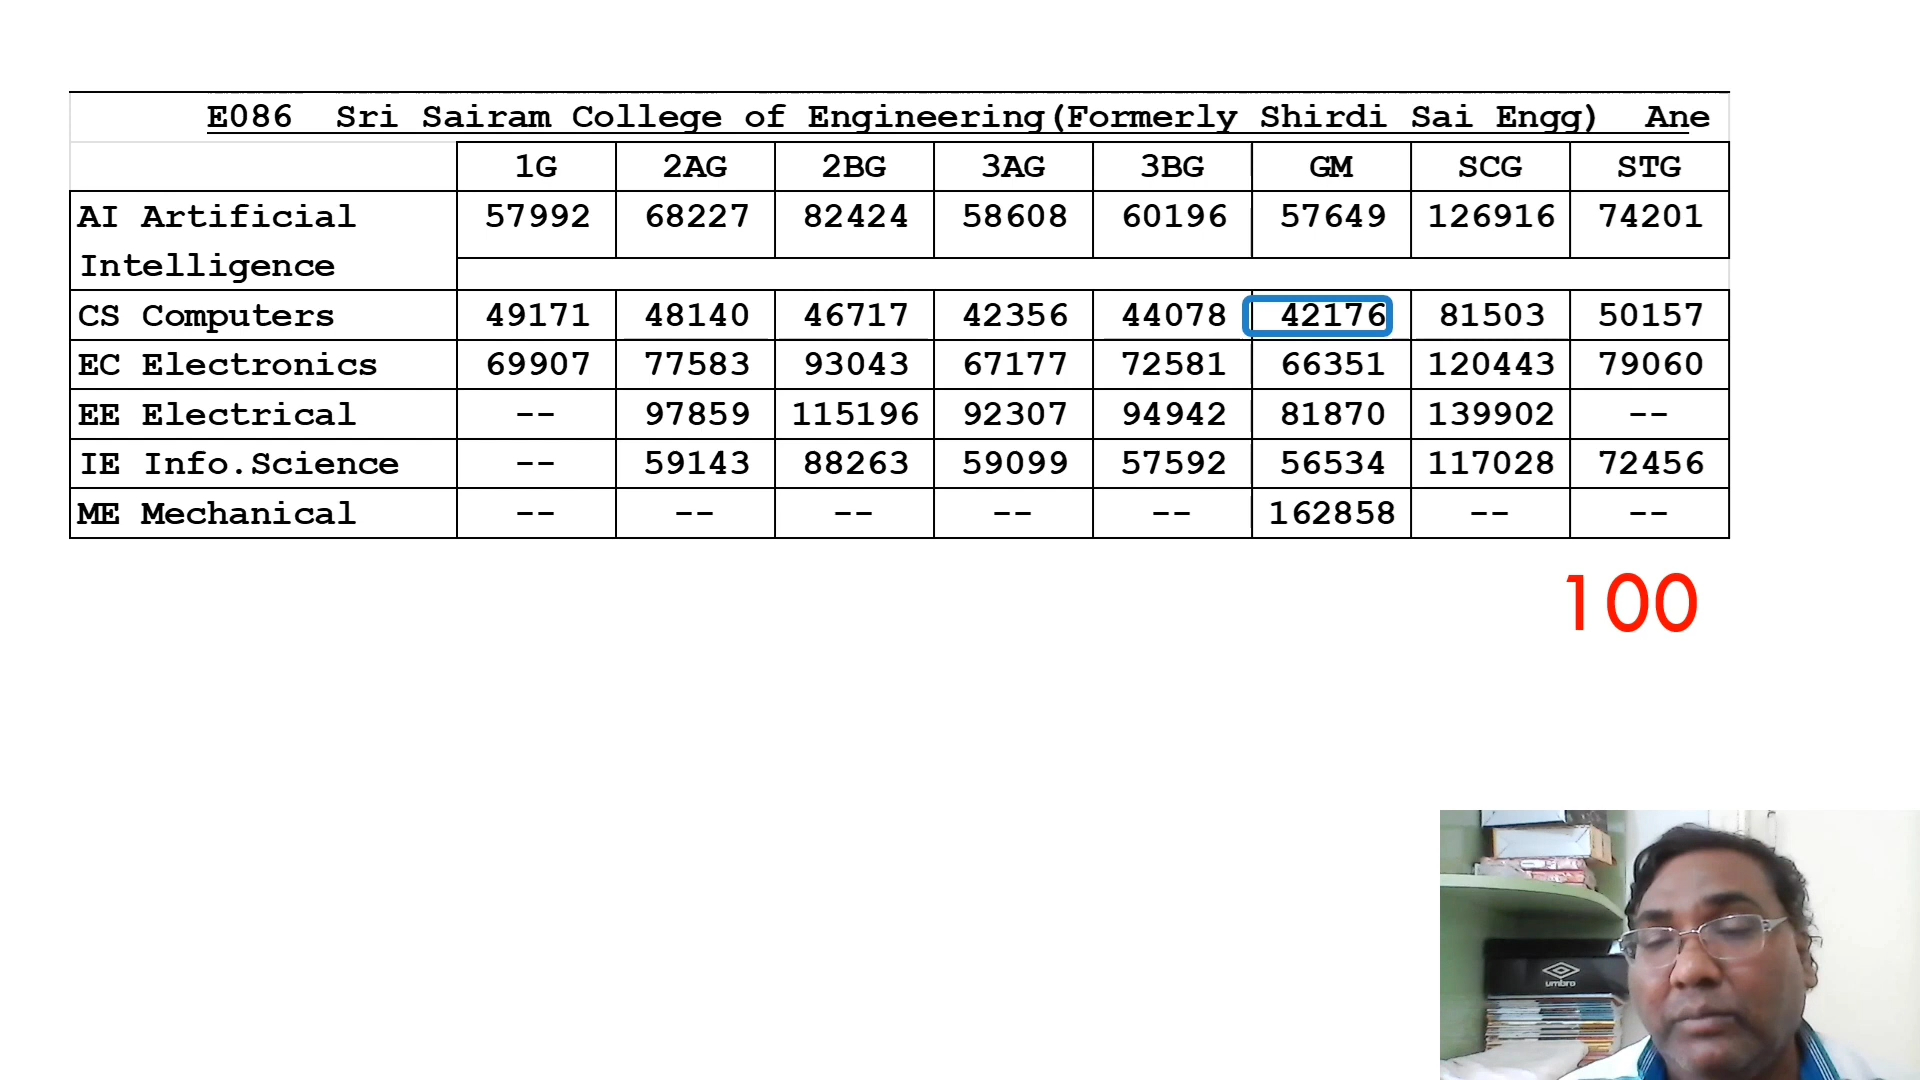 E086 Sri Sairam College of Engineering(Formerly Shirdi Sai Engg) Ane
1G 2AG 2BG 3AG 3BG GM SCG STG
AI Artificial Intelligence 57992 68227 82424 58608 60196 57649 126916 74201
CS Computers 49171 48140 46717 42356 44078 42176 81503 50157
EC Electronics 69907 77583 93043 67177 72581 66351 120443 79060
EE Electrical -- 97859 115196 92307 94942 81870 139902 --
IE Info.Science -- 59143 88263 59099 57592 56534 117028 72456
ME Mechanical -- -- -- -- -- 162858 -- --
100
umbro